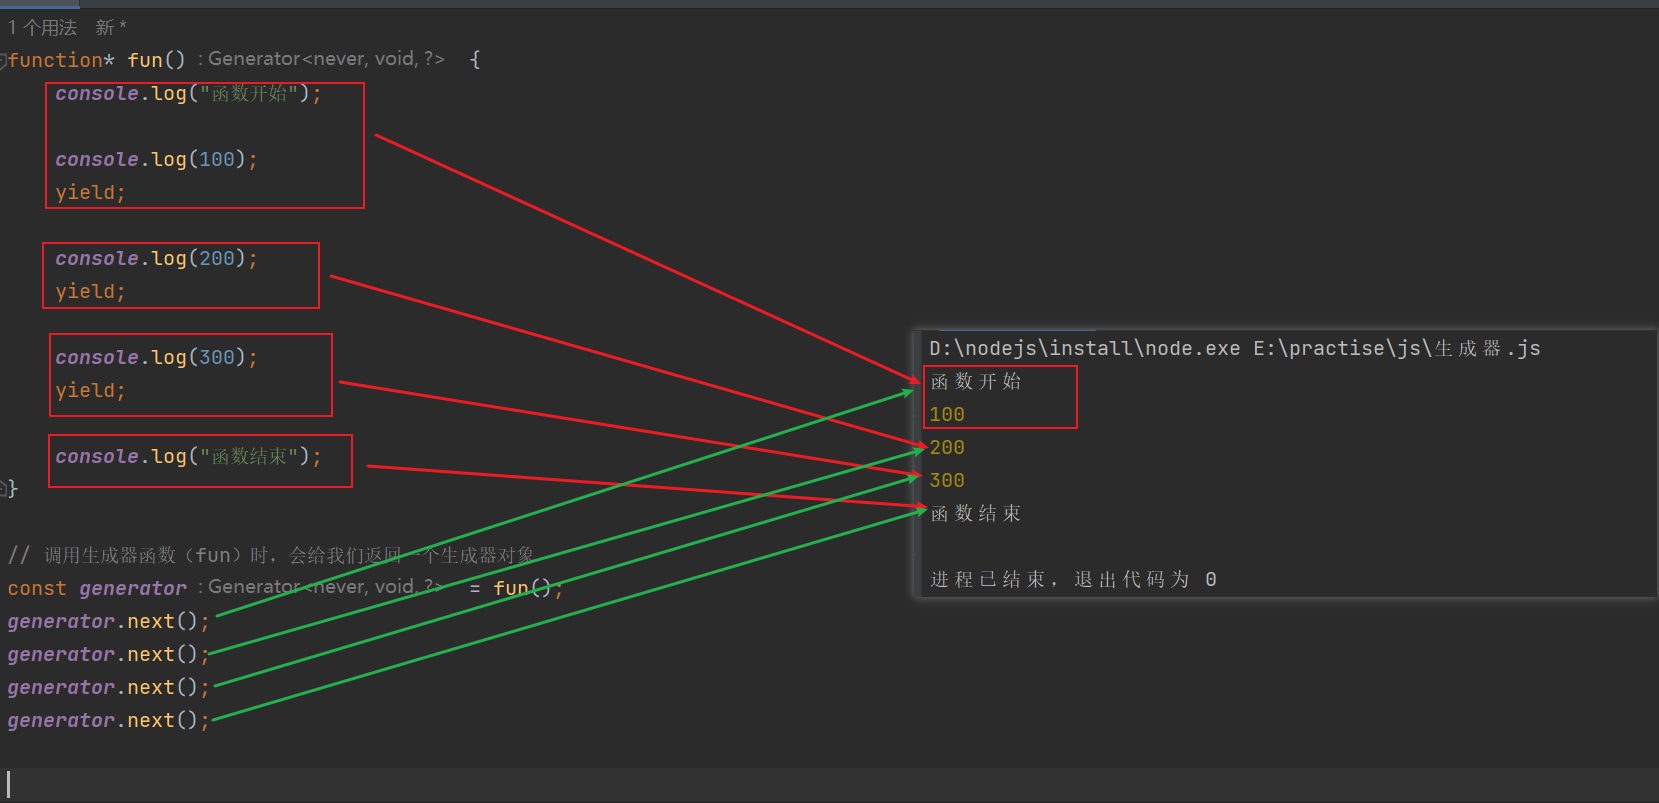 1 个用法 新 *
function* fun() : Generator<never, void, ?> {
console.log("函数开始");
console.log(100);
yield;
console.log(200);
yield;
console.log(300);
yield;
console.log("函数结束");
}
// 调用生成器函数（fun）时，会给我们返回一个生成器对象
const generator : Generator<never, void, ?> = fun();
generator.next();
generator.next();
generator.next();
generator.next();
D:\nodejs\install\node.exe E:\practise\js\生成器.js
函数开始
100
200
300
函数结束
进程已结束，退出代码为 0